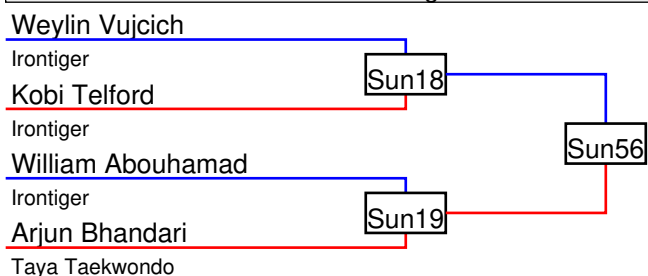 Weylin Vujcich
Irontiger
Sun18
Kobi Telford
Irontiger
Sun56
William Abouhamad
Irontiger
Sun19
Arjun Bhandari
Taya Taekwondo